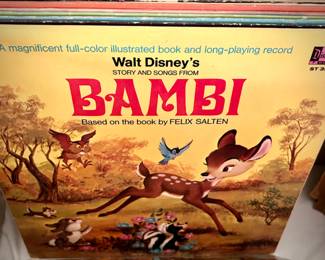 A magnificent full-color illustrated book and long-playing record
Walt Disney's
STORY AND SONGS FROM
BAMBI
Based on the book by FELIX SALTEN
ST